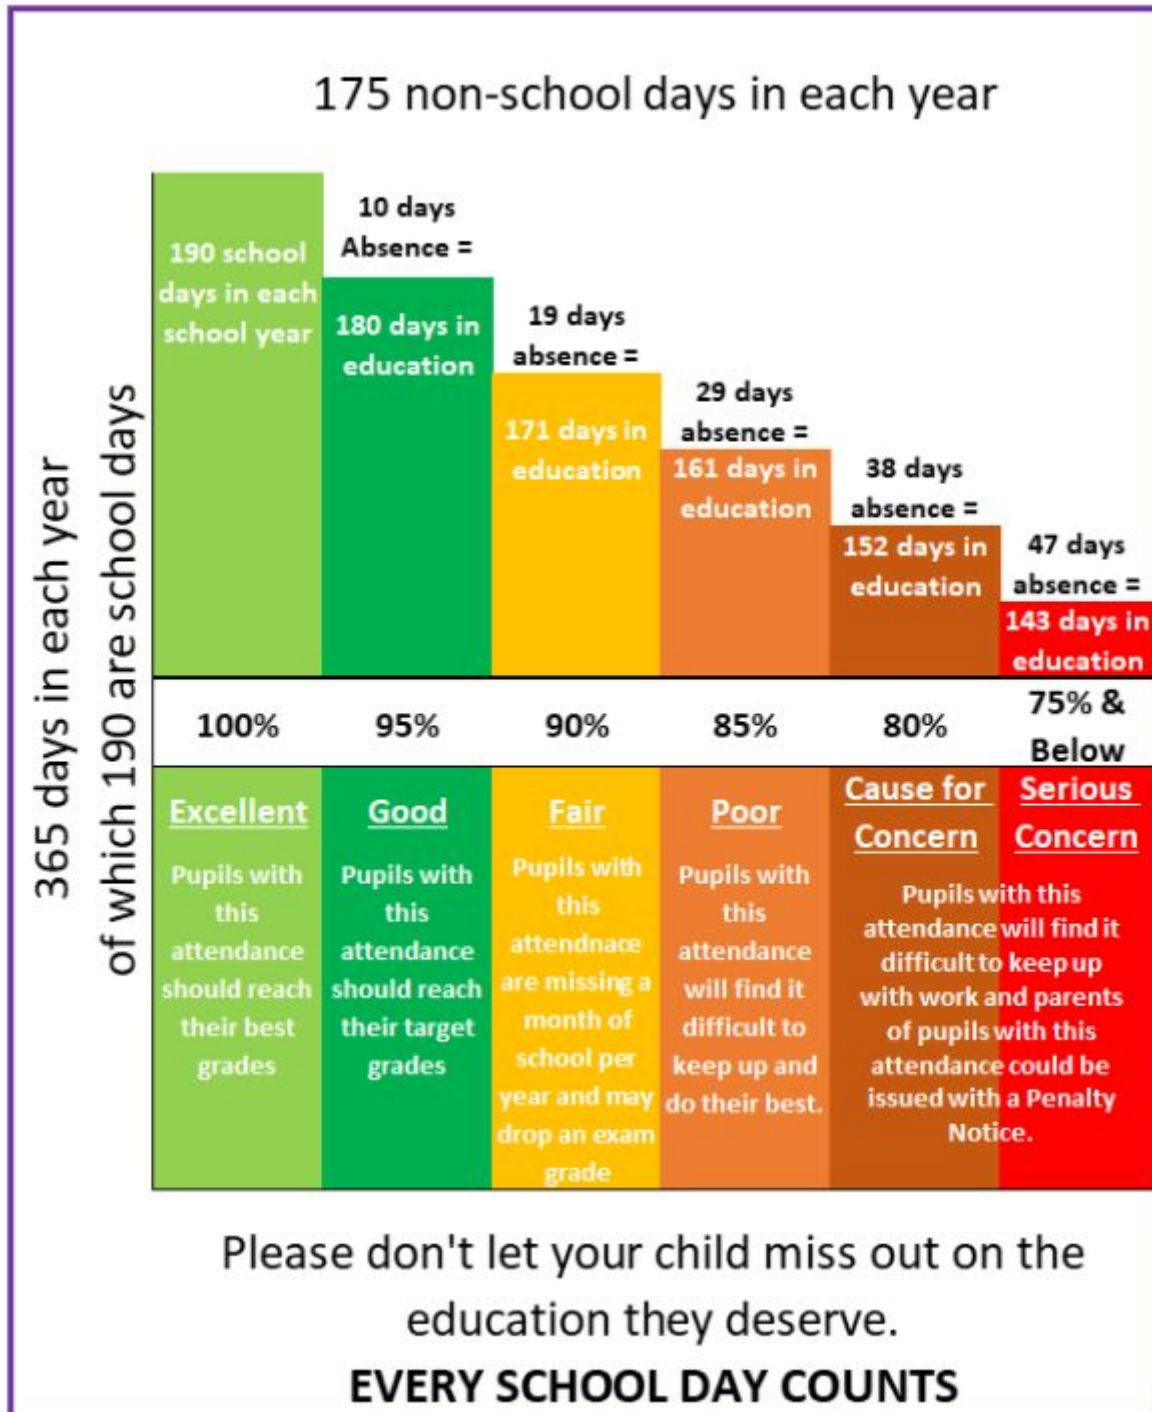 175 non-school days in each year
365 days in each year
of which 190 are school days
190 school
days in each
school year
10 days
Absence =
180 days in
education
19 days
absence =
171 days in
education
29 days
absence =
161 days in
education
38 days
absence =
152 days in
education
47 days
absence =
143 days in
education
100%
95%
90%
85%
80%
75% &
Below
Excellent
Pupils with
this
attendance
should reach
their best
grades
Good
Pupils with
this
attendance
should reach
their target
grades
Fair
Pupils with
this
attendnace
are missing a
month of
school per
year and may
drop an exam
grade
Poor
Pupils with
this
attendance
will find it
difficult to
keep up and
do their best.
Cause for
Concern
Serious
Concern
Pupils with this
attendance will find it
difficult to keep up
with work and parents
of pupils with this
attendance could be
issued with a Penalty
Notice.
Please don't let your child miss out on the
education they deserve.
EVERY SCHOOL DAY COUNTS